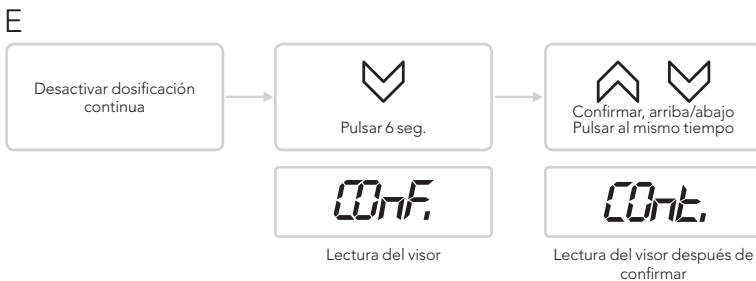 E
Desactivar dosificación
continua
Pulsar 6 seg.
Confirmar, arriba/abajo
Pulsar al mismo tiempo
COnF.
COnt.
Lectura del visor
Lectura del visor después de
confirmar